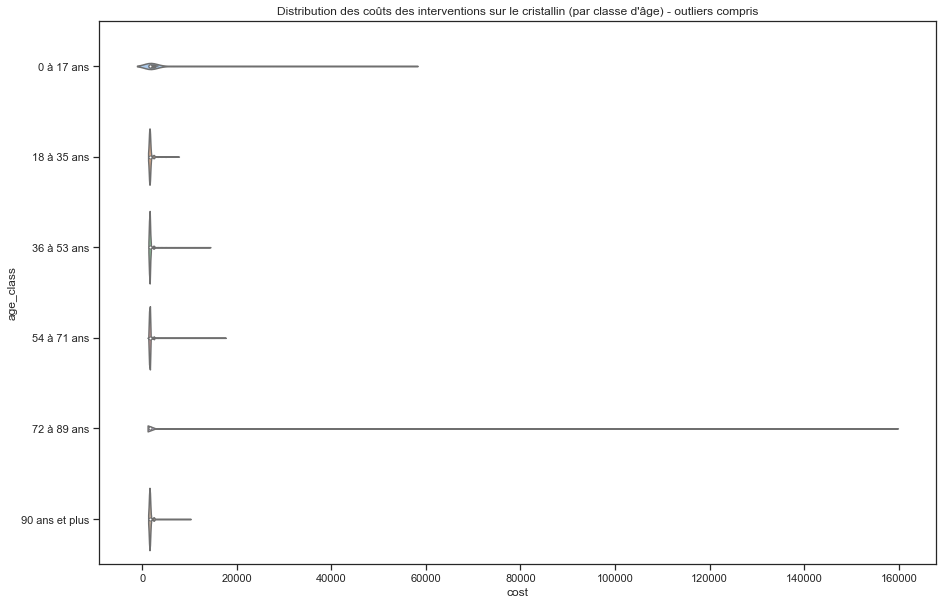 Distribution des coûts des interventions sur le cristallin (par classe d'âge) - outliers compris
0 à 17 ans
18 à 35 ans
36 à 53 ans
54 à 71 ans
72 à 89 ans
90 ans et plus
age_class
0 20000 40000 60000 80000 100000 120000 140000 160000
cost